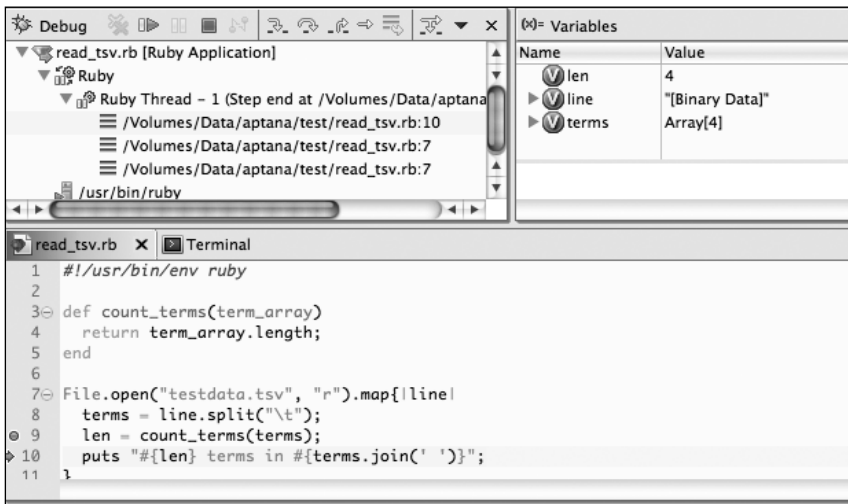 Debug
read_tsv.rb [Ruby Application]
Ruby
Ruby Thread – 1 (Step end at /Volumes/Data/aptana
/Volumes/Data/aptana/test/read_tsv.rb:10
/Volumes/Data/aptana/test/read_tsv.rb:7
/Volumes/Data/aptana/test/read_tsv.rb:7
/usr/bin/ruby
(x)= Variables
Name Value
V len 4
V line "[Binary Data]"
V terms Array[4]
read_tsv.rb Terminal
1 #!/usr/bin/env ruby
2
3 def count_terms(term_array)
4 return term_array.length;
5 end
6
7 File.open("testdata.tsv", "r").map{|line|
8 terms = line.split("\t");
9 len = count_terms(terms);
10 puts "#{len} terms in #{terms.join(' ')}";
11 }